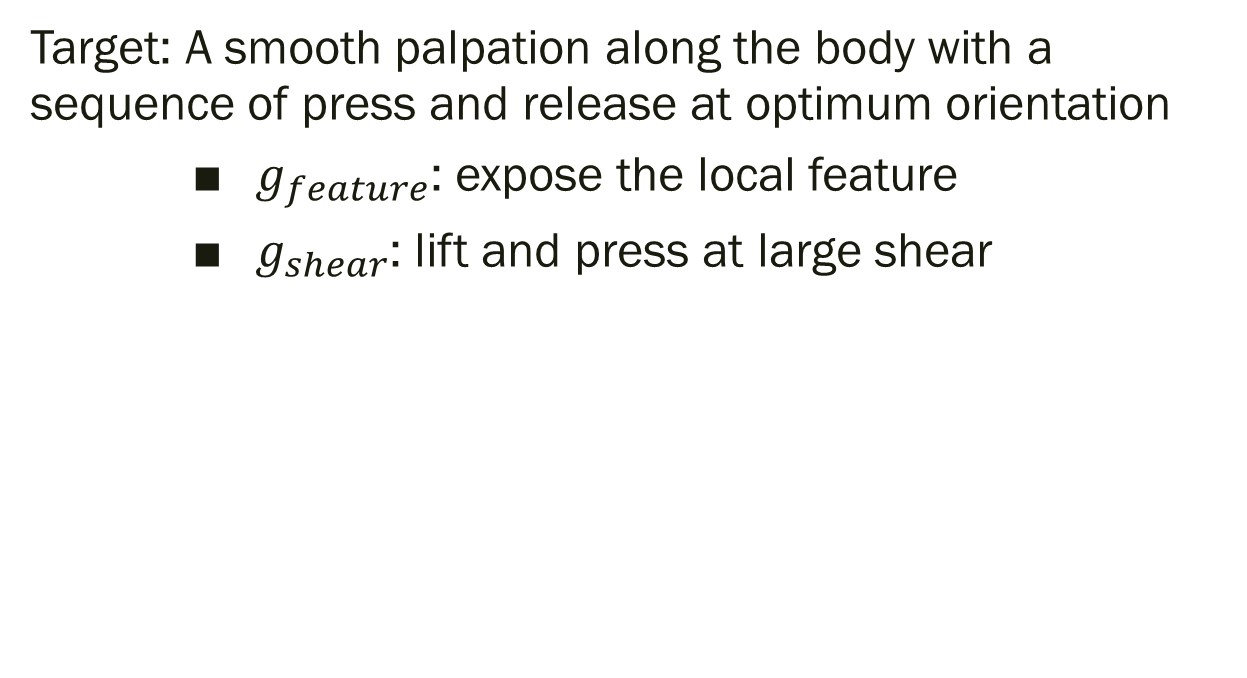 Target: A smooth palpation along the body with a
sequence of press and release at optimum orientation
▪ g_feature: expose the local feature
▪ g_shear: lift and press at large shear